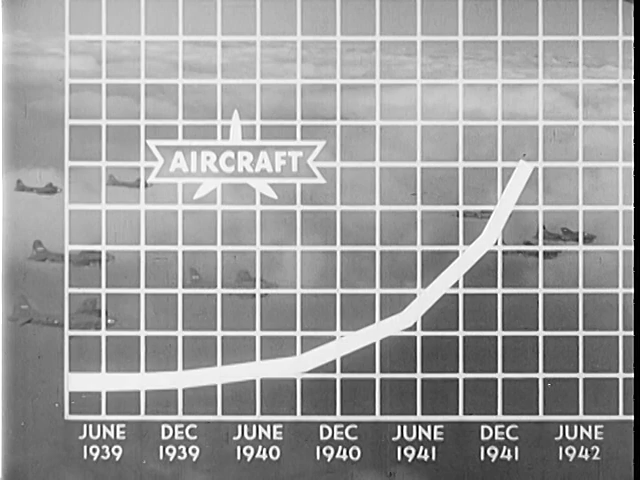 AIRCRAFT
JUNE 1939
DEC 1939
JUNE 1940
DEC 1940
JUNE 1941
DEC 1941
JUNE 1942